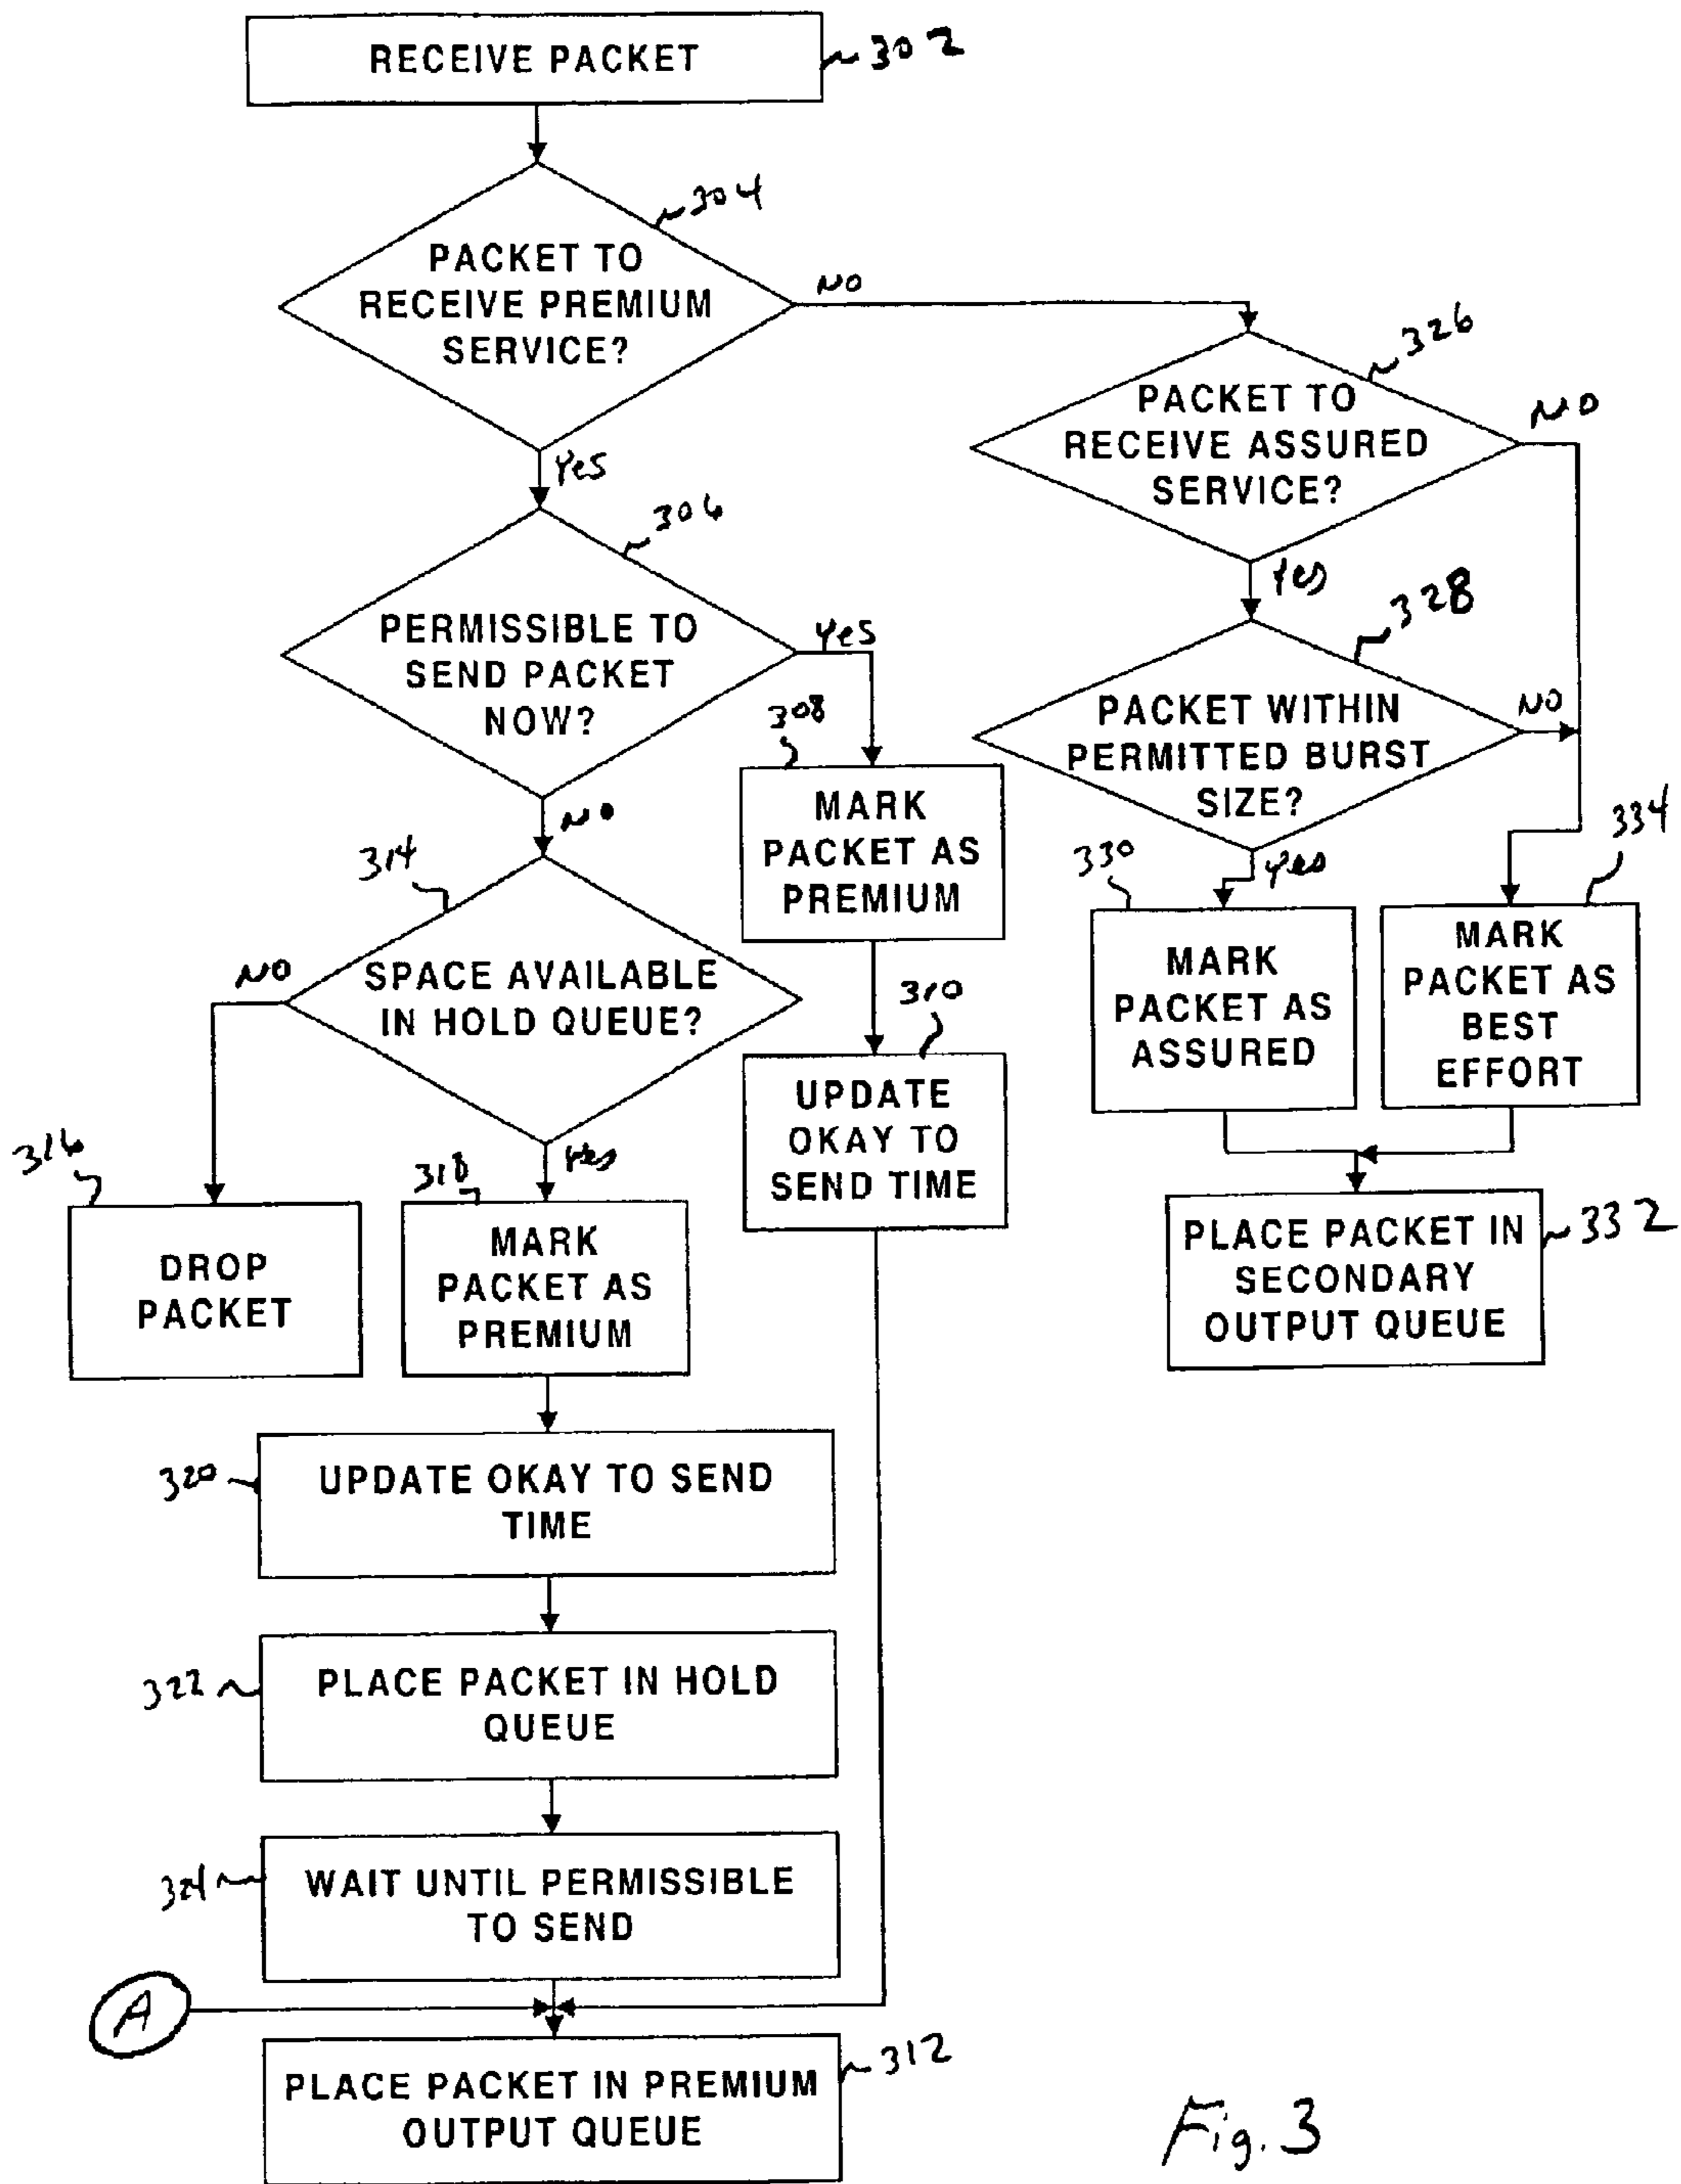 RECEIVE PACKET
302
304
PACKET TO
RECEIVE PREMIUM
SERVICE?
NO
Yes
326
PACKET TO
RECEIVE ASSURED
SERVICE?
NO
Yes
306
PERMISSIBLE TO
SEND PACKET
NOW?
Yes
NO
328
PACKET WITHIN
PERMITTED BURST
SIZE?
NO
yes
308
MARK
PACKET AS
PREMIUM
314
SPACE AVAILABLE
IN HOLD QUEUE?
NO
Yes
310
UPDATE
OKAY TO
SEND TIME
330
MARK
PACKET AS
ASSURED
334
MARK
PACKET AS
BEST
EFFORT
316
DROP
PACKET
318
MARK
PACKET AS
PREMIUM
PLACE PACKET IN
SECONDARY
OUTPUT QUEUE
332
320
UPDATE OKAY TO SEND
TIME
322
PLACE PACKET IN HOLD
QUEUE
324
WAIT UNTIL PERMISSIBLE
TO SEND
A
312
PLACE PACKET IN PREMIUM
OUTPUT QUEUE
Fig. 3